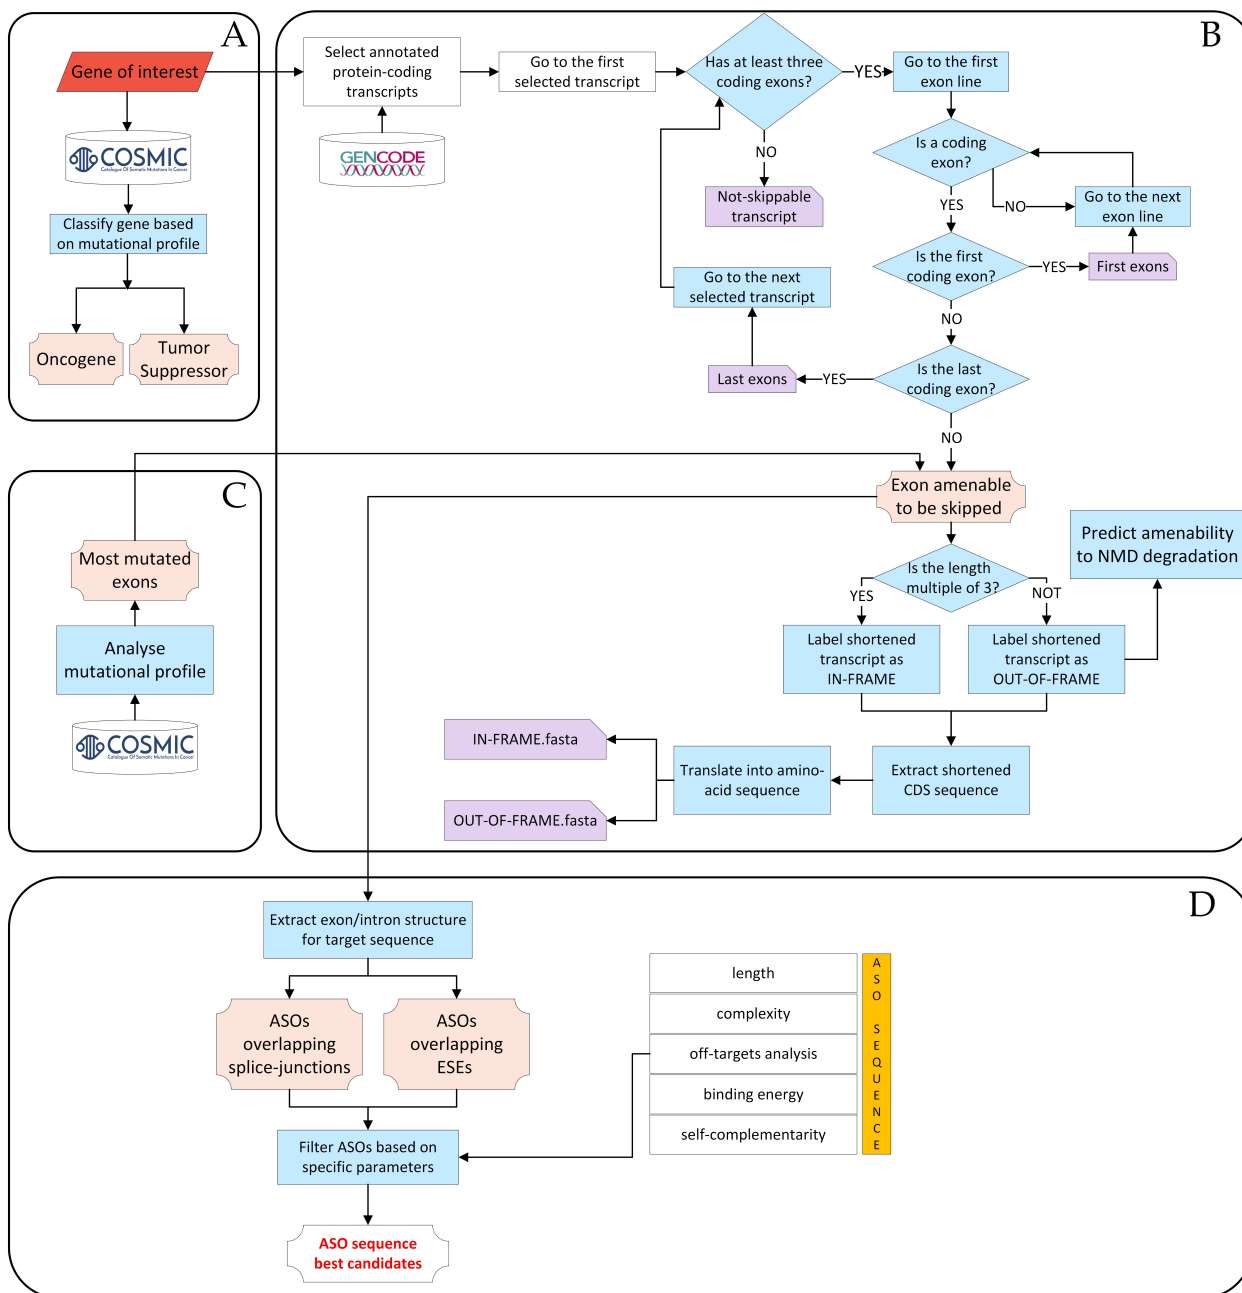 A
Gene of interest
COSMIC
Catalogue Of Somatic Mutations In Cancer
Classify gene based
on mutational profile
Oncogene
Tumor
Suppressor
B
Select annotated
protein-coding
transcripts
GENCODE
Go to the first
selected transcript
Has at least three
coding exons?
YES
NO
Not-skippable
transcript
Go to the first
exon line
Is a coding
exon?
NO
YES
Go to the next
exon line
Is the first
coding exon?
YES
First exons
NO
Is the last
coding exon?
YES
Last exons
Go to the next
selected transcript
NO
Exon amenable
to be skipped
Is the length
multiple of 3?
YES
NOT
Label shortened
transcript as
IN-FRAME
Label shortened
transcript as
OUT-OF-FRAME
Predict amenability
to NMD degradation
Extract shortened
CDS sequence
Translate into amino-
acid sequence
IN-FRAME.fasta
OUT-OF-FRAME.fasta
C
Most mutated
exons
Analyse
mutational profile
COSMIC
Catalogue Of Somatic Mutations In Cancer
D
Extract exon/intron structure
for target sequence
ASOs
overlapping
splice-junctions
ASOs
overlapping
ESEs
Filter ASOs based on
specific parameters
ASO sequence
best candidates
length
complexity
off-targets analysis
binding energy
self-complementarity
ASO SEQUENCE